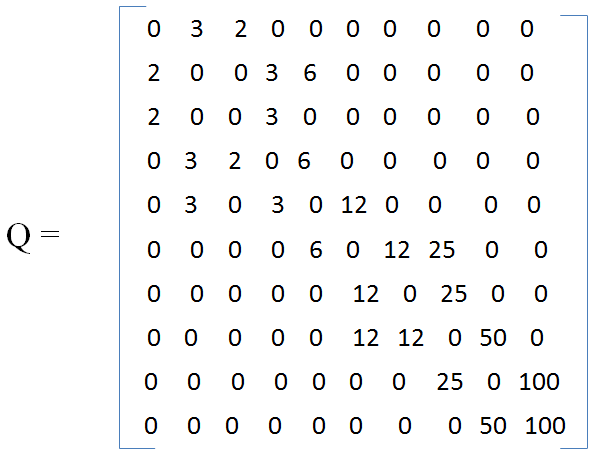 0 3 2 0 0 0 0 0 0 0
2 0 0 3 6 0 0 0 0 0
2 0 0 3 0 0 0 0 0 0
0 3 2 0 6 0 0 0 0 0
0 3 0 3 0 12 0 0 0 0
Q =
0 0 0 0 6 0 12 25 0 0
0 0 0 0 0 12 0 25 0 0
0 0 0 0 0 12 12 0 50 0
0 0 0 0 0 0 0 25 0 100
0 0 0 0 0 0 0 0 50 100